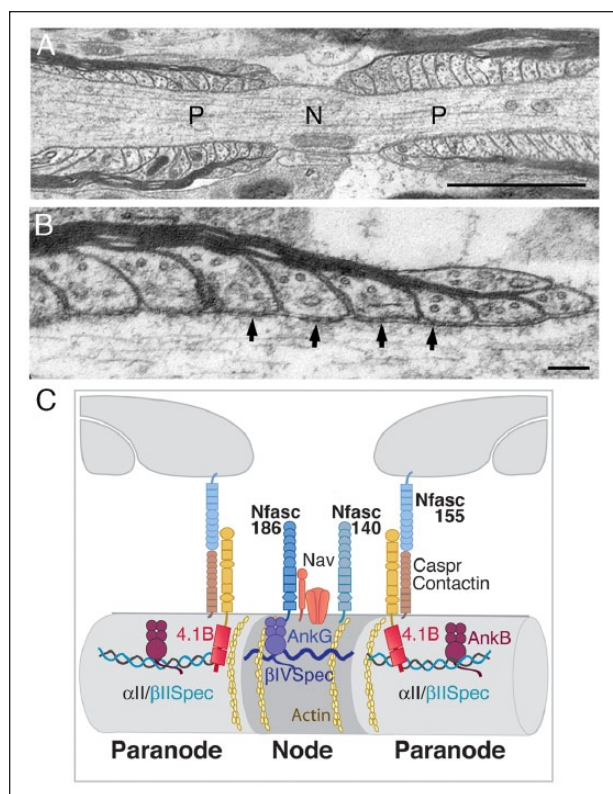 A
P N P
B
C
Nfasc
186
Nfasc
140
Nfasc
155
Nav
Caspr
Contactin
4.1B
AnkG
4.1B
AnkB
βIVSpec
αII/βIISpec
Actin
αII/βIISpec
Paranode Node Paranode